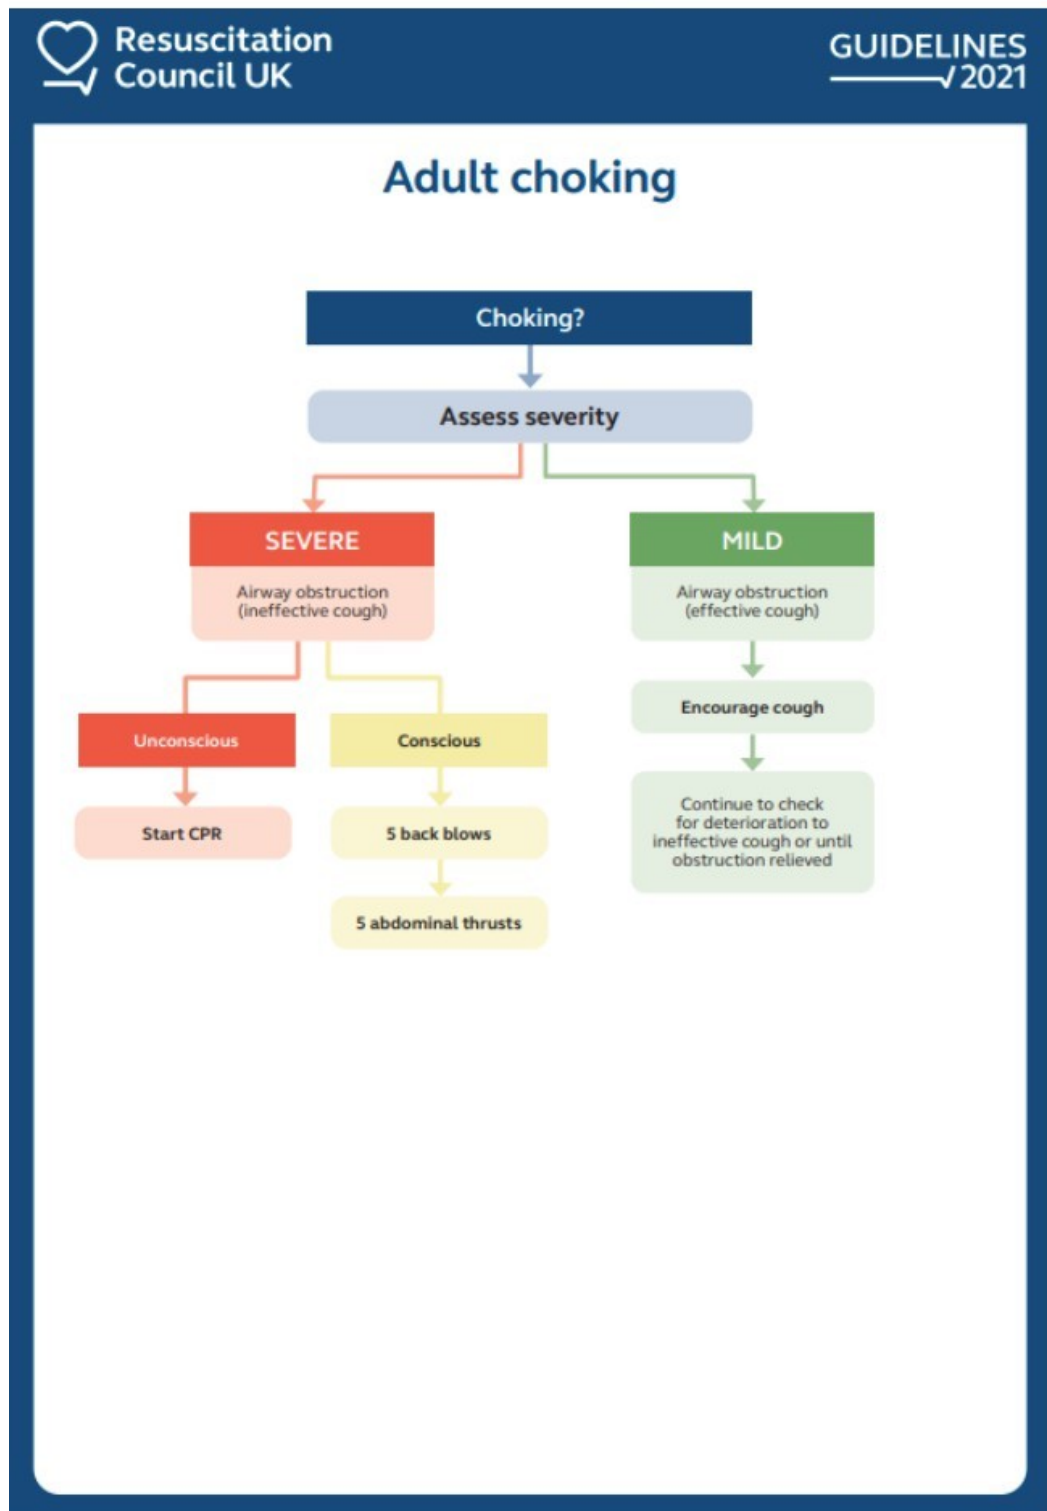 Resuscitation
Council UK
GUIDELINES
2021
Adult choking
Choking?
Assess severity
SEVERE
Airway obstruction
(ineffective cough)
MILD
Airway obstruction
(effective cough)
Unconscious
Start CPR
Conscious
5 back blows
5 abdominal thrusts
Encourage cough
Continue to check
for deterioration to
ineffective cough or until
obstruction relieved